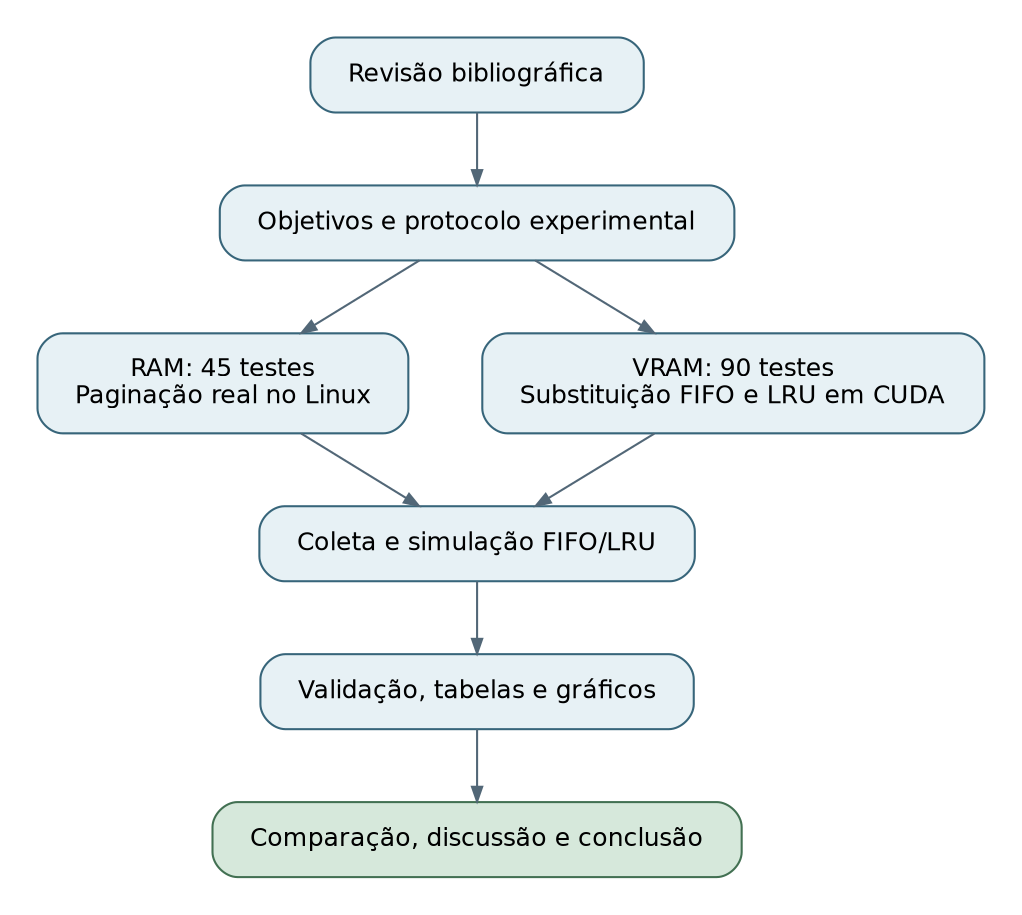 Revisão bibliográfica
Objetivos e protocolo experimental
RAM: 45 testes
Paginação real no Linux
VRAM: 90 testes
Substituição FIFO e LRU em CUDA
Coleta e simulação FIFO/LRU
Validação, tabelas e gráficos
Comparação, discussão e conclusão